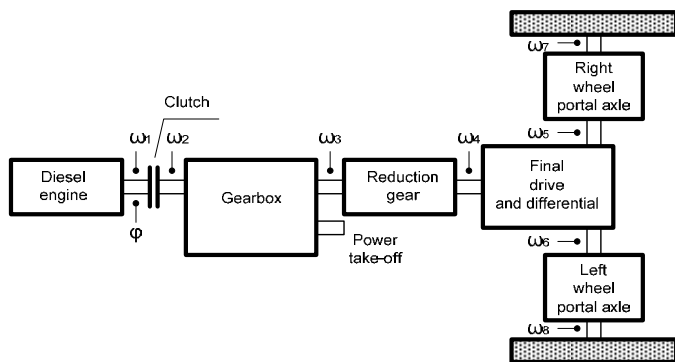 ω7
Right
wheel
portal axle
Clutch
ω1
ω2
ω3
ω4
ω5
Diesel
engine
Gearbox
Reduction
gear
Final
drive
and differential
φ
Power
take-off
ω6
Left
wheel
portal axle
ω8